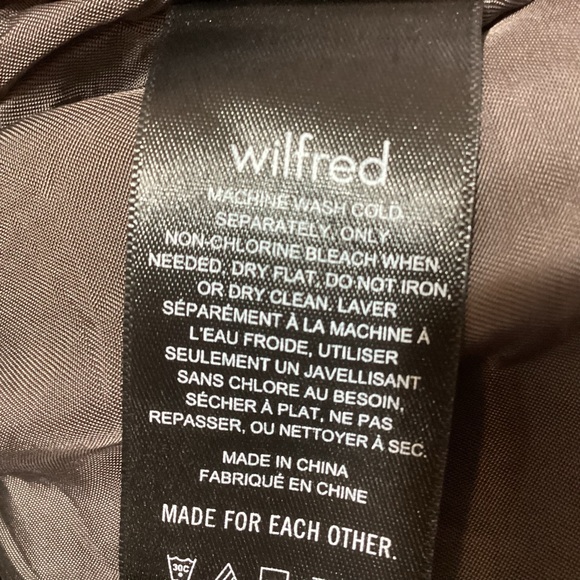 wilfred
MACHINE WASH COLD
SEPARATELY, ONLY
NON-CHLORINE BLEACH WHEN
NEEDED, DRY FLAT, DO NOT IRON,
OR DRY CLEAN. LAVER
SÉPARÉMENT À LA MACHINE À
L'EAU FROIDE, UTILISER
SEULEMENT UN JAVELLISANT
SANS CHLORE AU BESOIN,
SÉCHER À PLAT, NE PAS
REPASSER, OU NETTOYER À SEC.
MADE IN CHINA
FABRIQUÉ EN CHINE
MADE FOR EACH OTHER.
30C